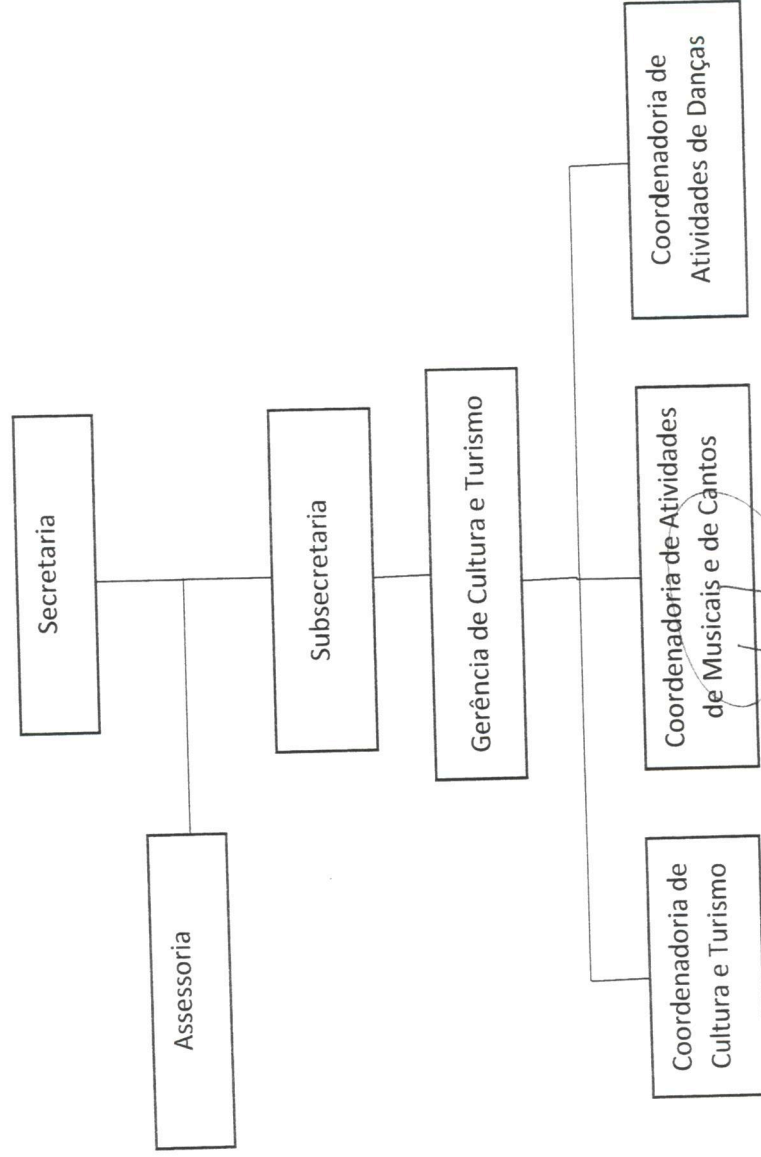 Secretaria
Assessoria
Subsecretaria
Gerência de Cultura e Turismo
Coordenadoria de
Cultura e Turismo
Coordenadoria de Atividades
de Musicais e de Cantos
Coordenadoria de
Atividades de Danças